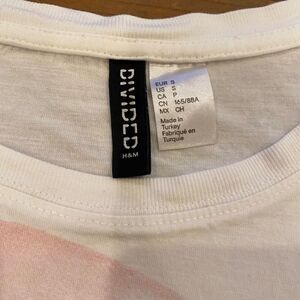 DIVIDED
H&M
EUR S
US S
CA P
CN 165/88A
MX CH
Made in
Turkey
Fabriqué en
Turquie